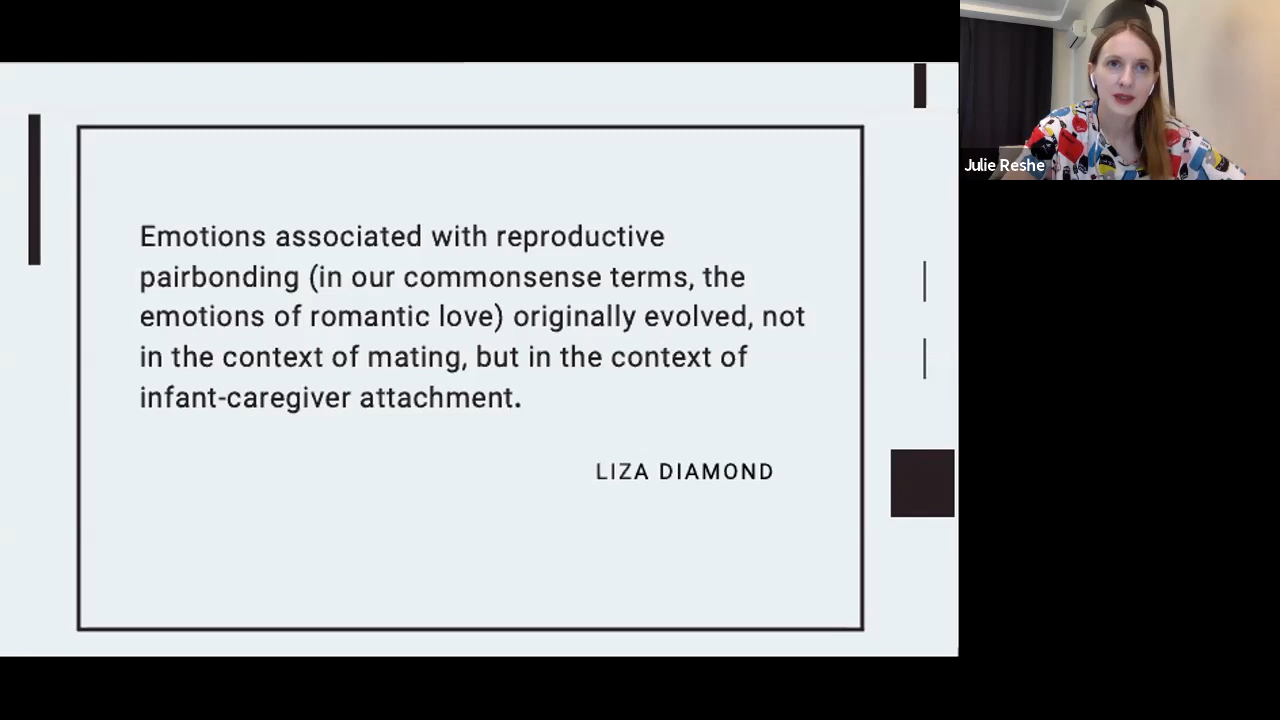 Emotions associated with reproductive
pairbonding (in our commonsense terms, the
emotions of romantic love) originally evolved, not
in the context of mating, but in the context of
infant-caregiver attachment.
LIZA DIAMOND
Julie Reshe